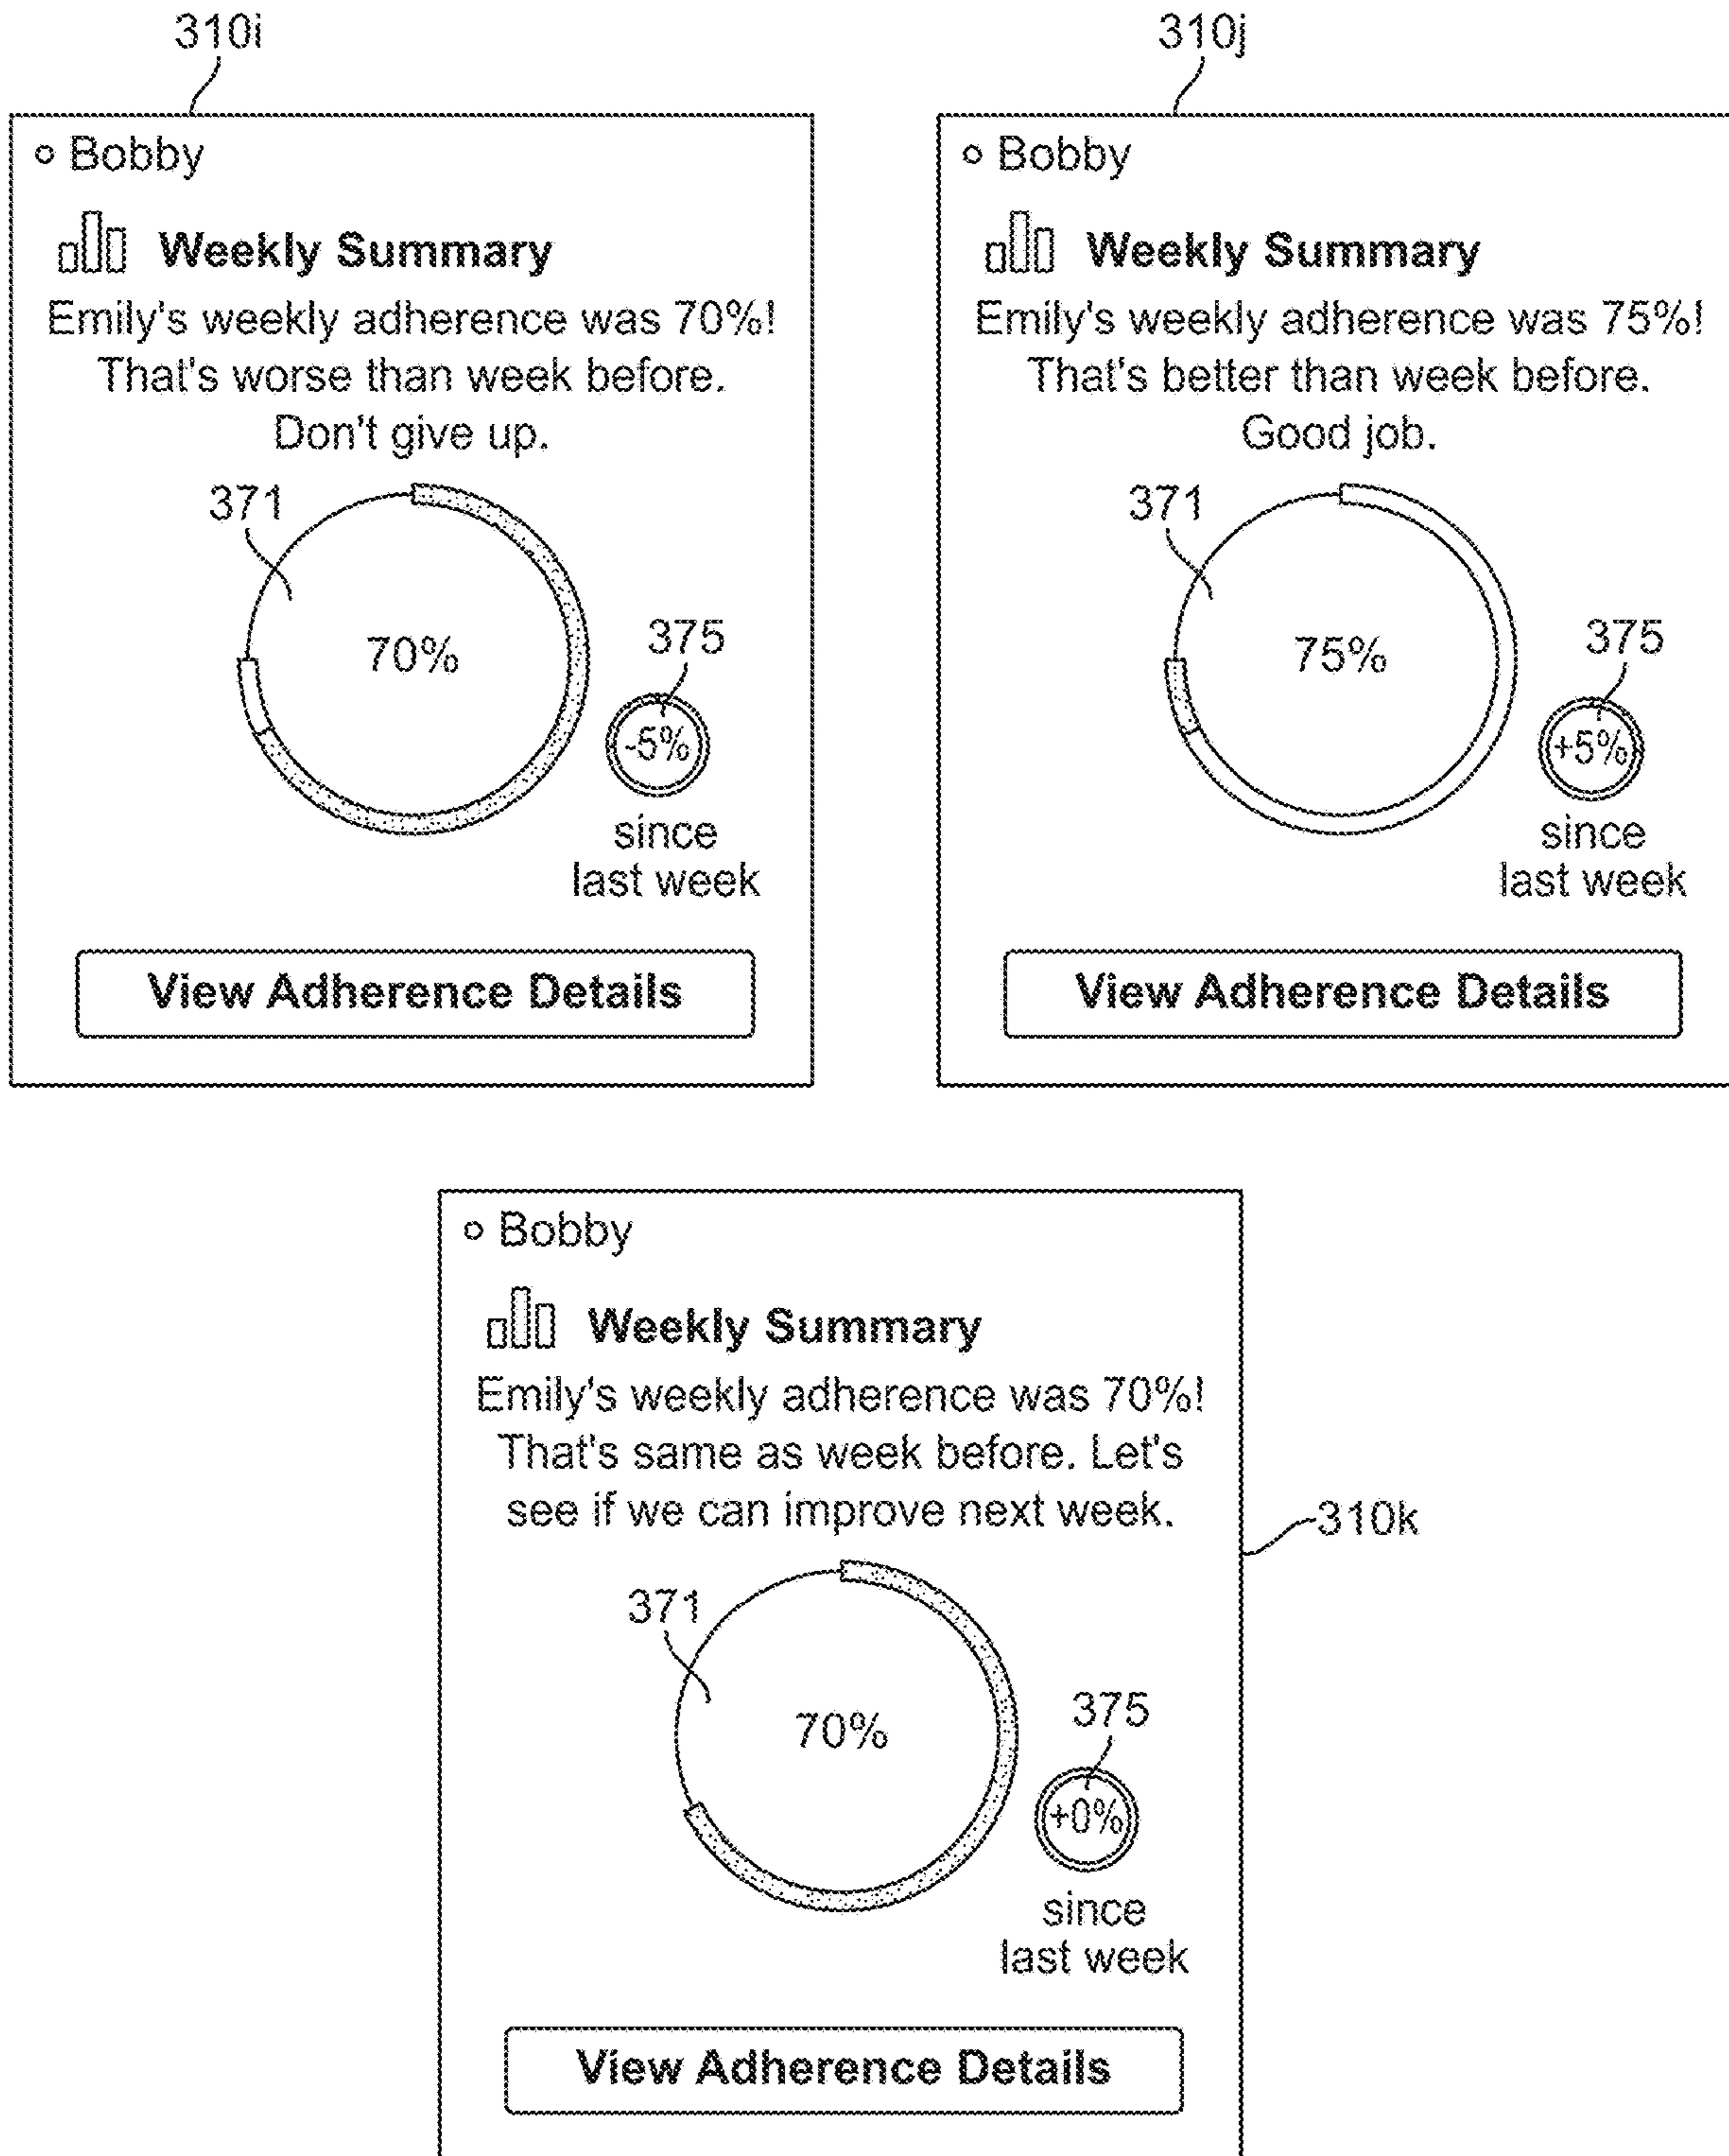 310i
Bobby
Weekly Summary
Emily's weekly adherence was 70%!
That's worse than week before.
Don't give up.
371
70%
375
-5%
since
last week
View Adherence Details
310j
Bobby
Weekly Summary
Emily's weekly adherence was 75%!
That's better than week before.
Good job.
371
75%
375
+5%
since
last week
View Adherence Details
Bobby
Weekly Summary
Emily's weekly adherence was 70%!
That's same as week before. Let's
see if we can improve next week.
310k
371
70%
375
+0%
since
last week
View Adherence Details